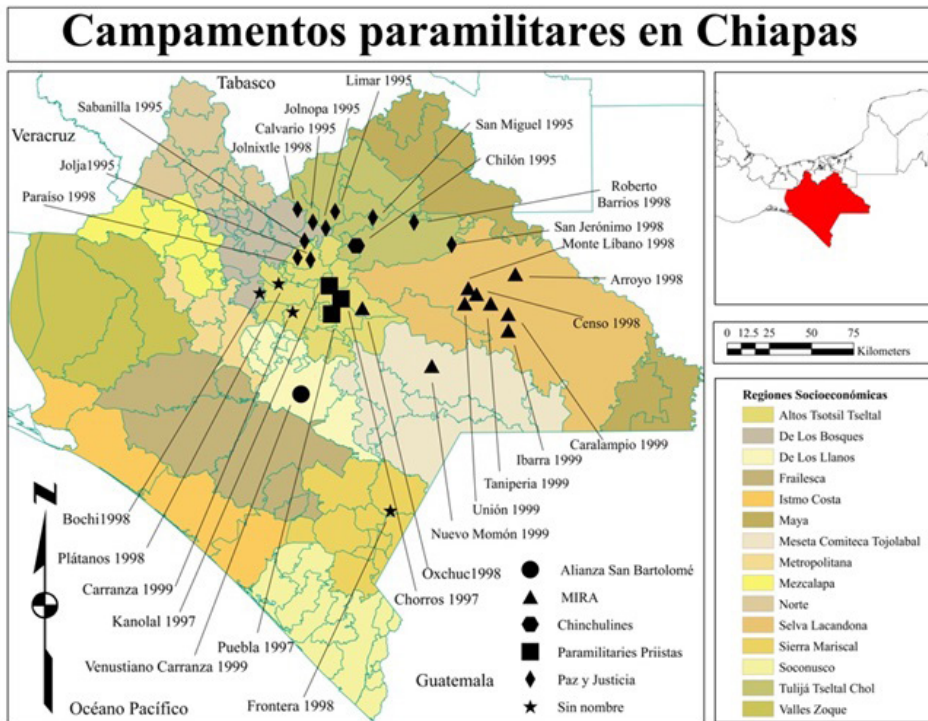 Campamentos paramilitares en Chiapas
Tabasco
Limar 1995
Sabanilla 1995
Jolnopa 1995
Calvario 1995
San Miguel 1995
Veracruz
Jolnixtle 1998
Chilón 1995
Jolja1995
Roberto
Barrios 1998
Paraíso 1998
San Jerónimo 1998
Monte Líbano 1998
Arroyo 1998
Censo 1998
Caralampio 1999
Ibarra 1999
Taniperia 1999
Unión 1999
Nuevo Momón 1999
Bochi1998
Plátanos 1998
Oxchuc1998
Carranza 1999
Chorros 1997
Kanolal 1997
Puebla 1997
Venustiano Carranza 1999
Frontera 1998
Guatemala
Océano Pacífico
N
Alianza San Bartolomé
MIRA
Chinchulines
Paramilitaries Priistas
Paz y Justicia
Sin nombre
0 12.5 25 50 75
Kilometers
Regiones Socioeconómicas
Altos Tsotsil Tseltal
De Los Bosques
De Los Llanos
Frailesca
Istmo Costa
Maya
Meseta Comiteca Tojolabal
Metropolitana
Mezcalapa
Norte
Selva Lacandona
Sierra Mariscal
Soconusco
Tulijá Tseltal Chol
Valles Zoque